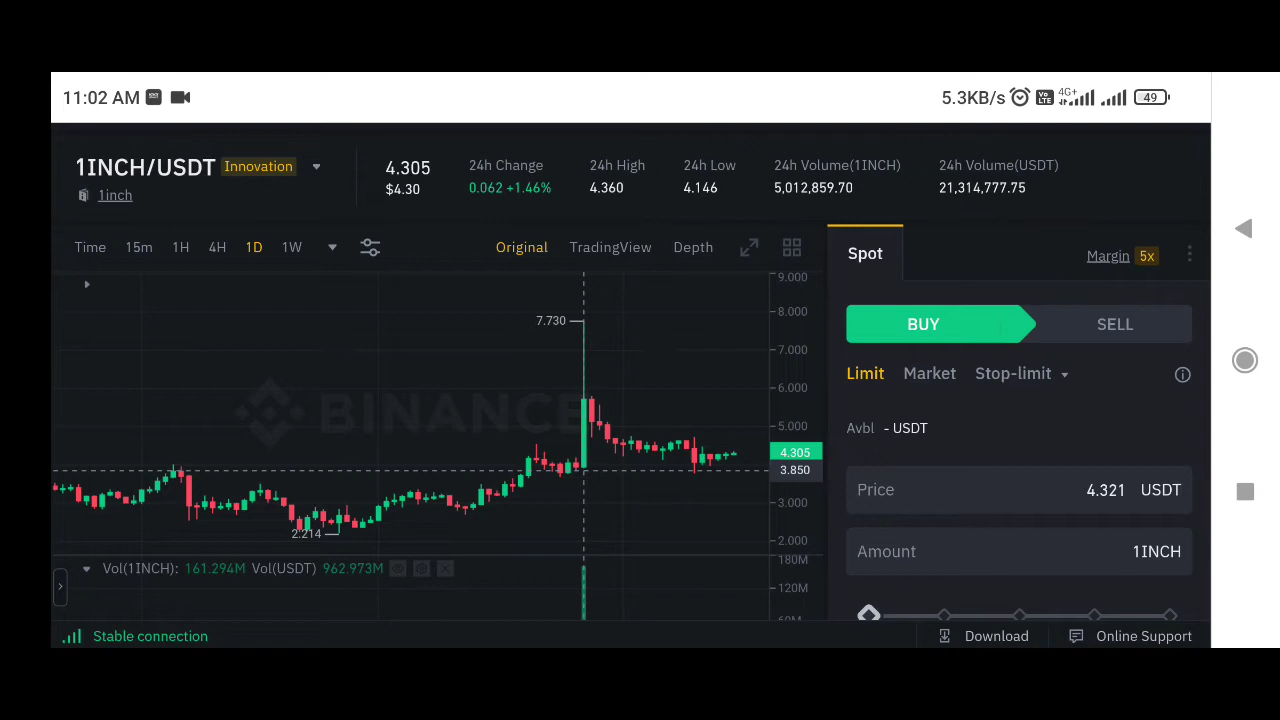 11:02 AM
5.3KB/s Vo LTE 4G+ 49
1INCH/USDT Innovation
1inch
4.305
$4.30
24h Change
0.062 +1.46%
24h High
4.360
24h Low
4.146
24h Volume(1INCH)
5,012,859.70
24h Volume(USDT)
21,314,777.75
Time 15m 1H 4H 1D 1W
Original TradingView Depth
9.000
8.000
7.730
7.000
6.000
5.000
4.305
3.850
3.000
2.214
2.000
BINANCE
Vol(1INCH): 161.294M Vol(USDT) 962.973M
180M
120M
60M
Spot
Margin 5x
BUY SELL
Limit Market Stop-limit
Avbl - USDT
Price 4.321 USDT
Amount 1INCH
Stable connection
Download Online Support